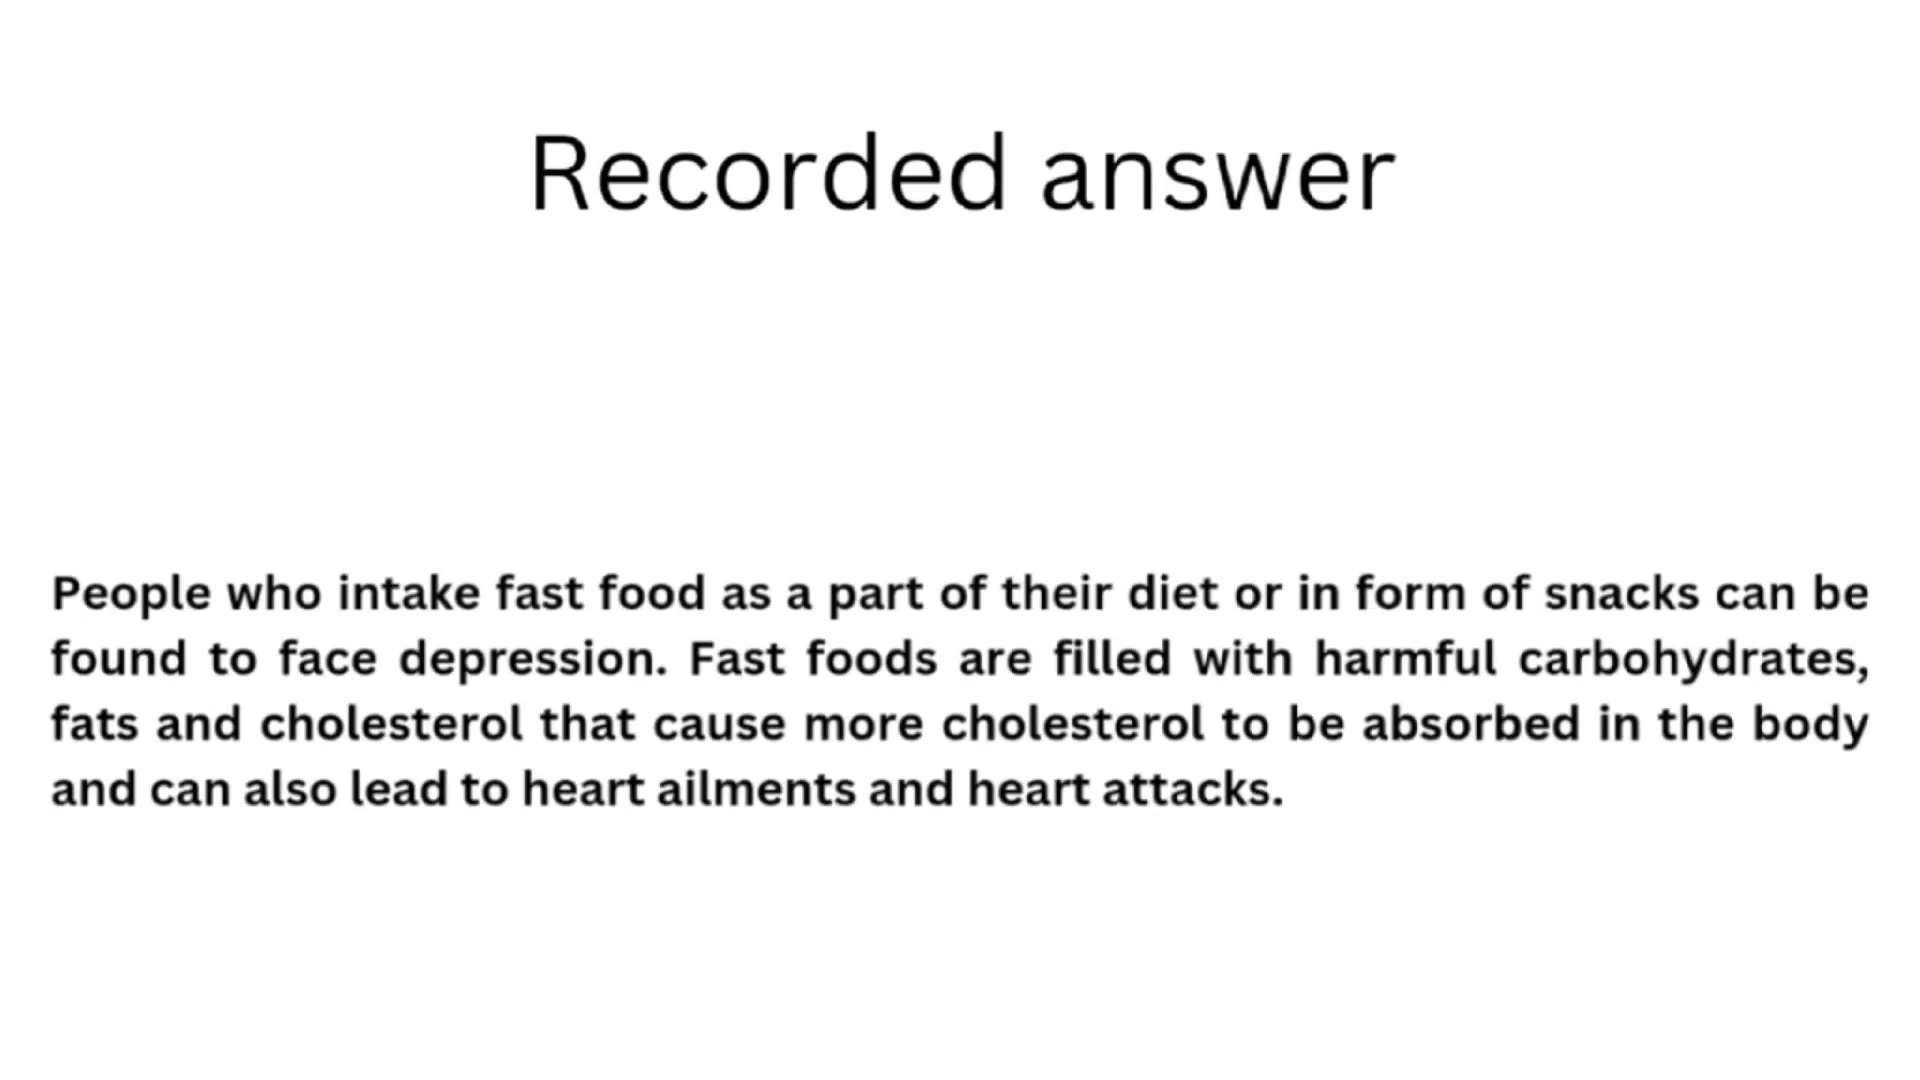 Recorded answer
People who intake fast food as a part of their diet or in form of snacks can be
found to face depression. Fast foods are filled with harmful carbohydrates,
fats and cholesterol that cause more cholesterol to be absorbed in the body
and can also lead to heart ailments and heart attacks.